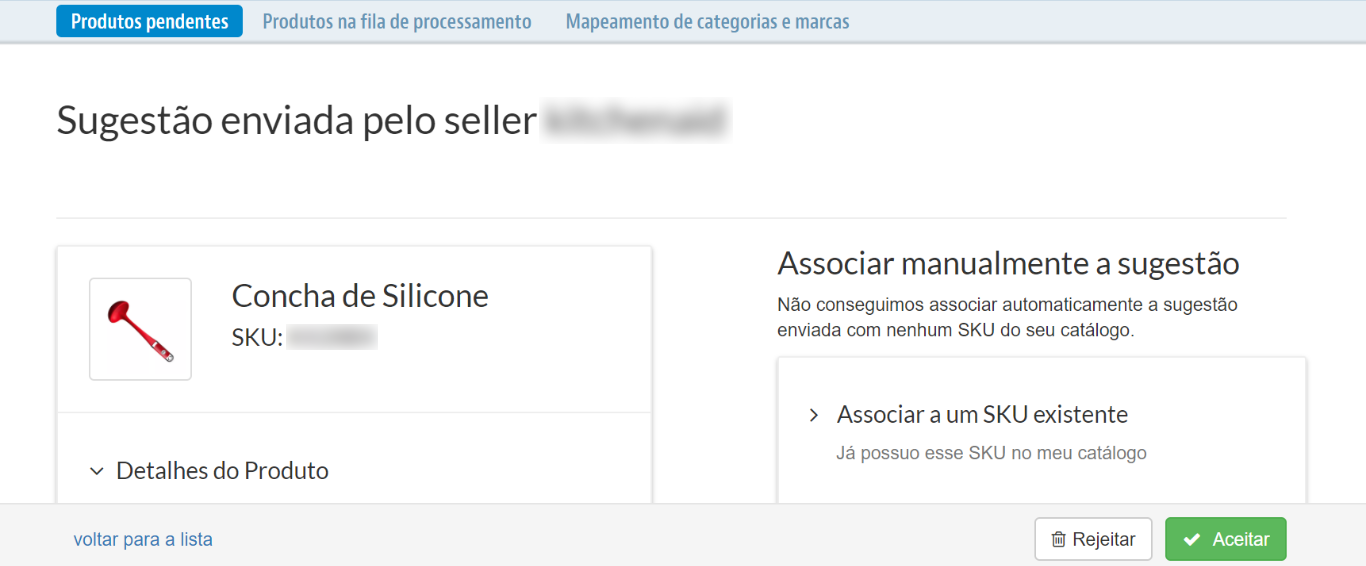 Produtos pendentes
Produtos na fila de processamento
Mapeamento de categorias e marcas
Sugestão enviada pelo seller
Concha de Silicone
SKU:
Detalhes do Produto
Associar manualmente a sugestão
Não conseguimos associar automaticamente a sugestão
enviada com nenhum SKU do seu catálogo.
Associar a um SKU existente
Já possuo esse SKU no meu catálogo
voltar para a lista
Rejeitar
Aceitar